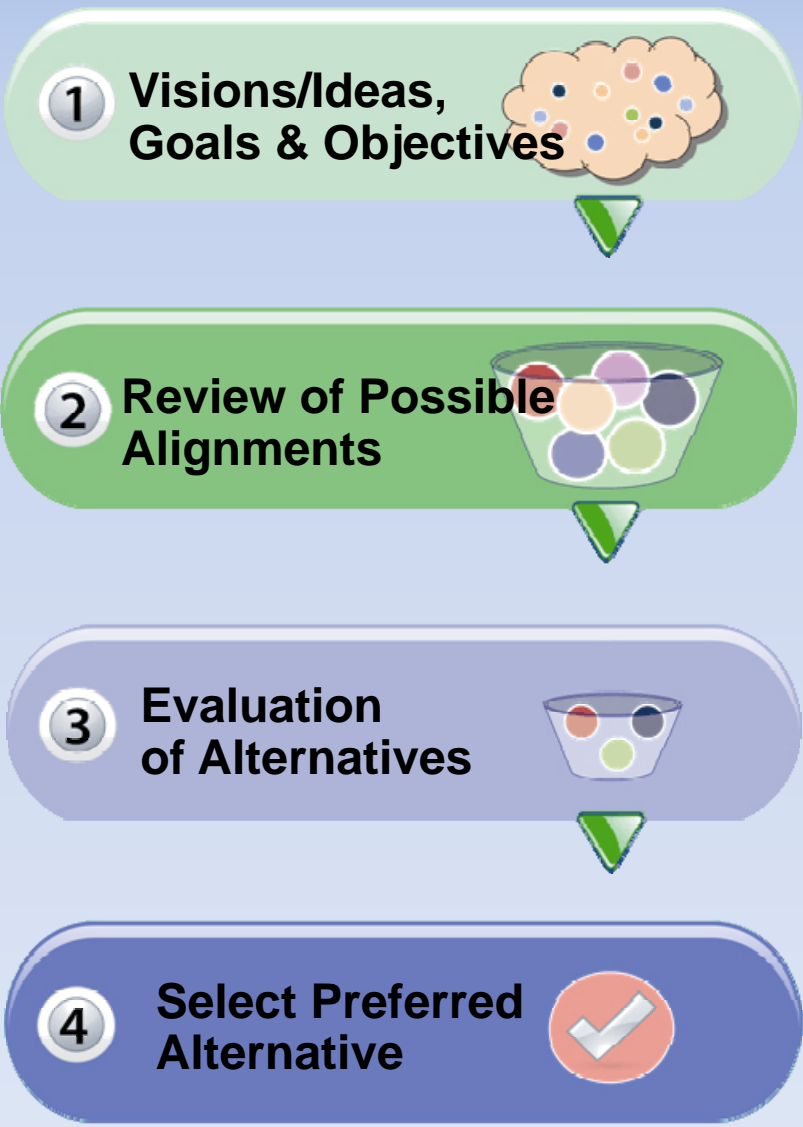 1 Visions/Ideas,
Goals & Objectives
2 Review of Possible
Alignments
3 Evaluation
of Alternatives
4 Select Preferred
Alternative